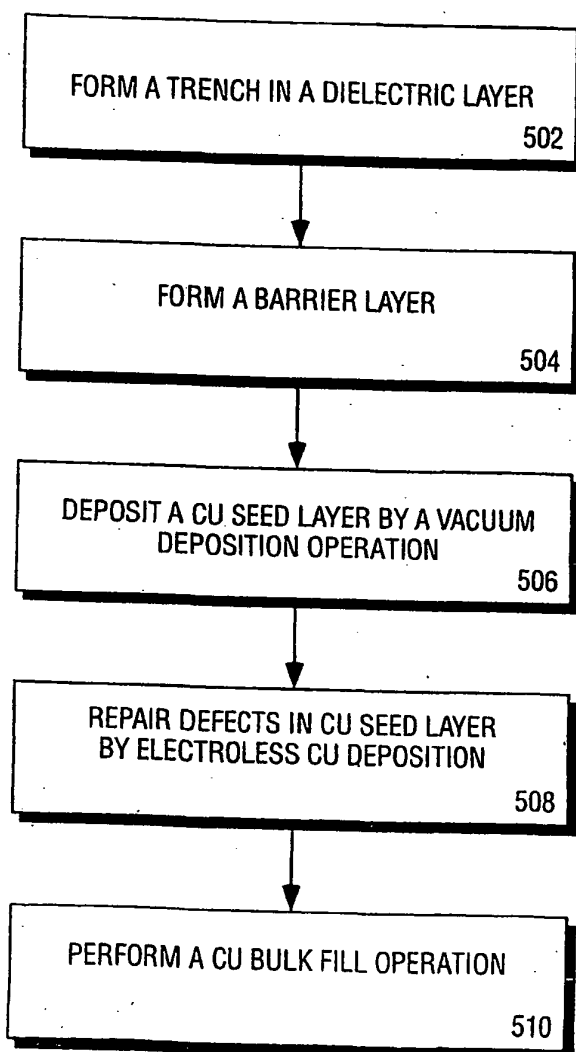 FORM A TRENCH IN A DIELECTRIC LAYER
502
FORM A BARRIER LAYER
504
DEPOSIT A CU SEED LAYER BY A VACUUM
DEPOSITION OPERATION
506
REPAIR DEFECTS IN CU SEED LAYER
BY ELECTROLESS CU DEPOSITION
508
PERFORM A CU BULK FILL OPERATION
510